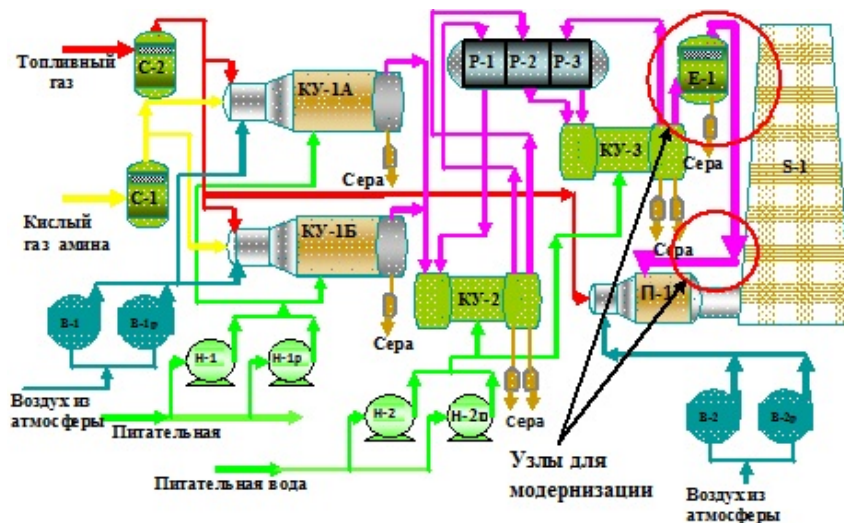 Топливный
газ
С-2
КУ-1А
Р-1
Р-2
Р-3
Е-1
КУ-3
Сера
S-1
С-1
Сера
Кислый
газ амина
КУ-1Б
Сера
КУ-2
П-1
В-1
В-1р
Сера
Н-1
Н-1р
Воздух из
атмосферы
Питательная
Н-2
Н-2р
Сера
В-2
В-2р
Узлы для
модернизации
Питательная вода
Воздух из
атмосферы